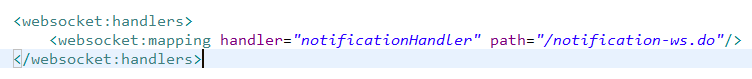 <websocket:handlers>
    <websocket:mapping handler="notificationHandler" path="/notification-ws.do"/>
</websocket:handlers>